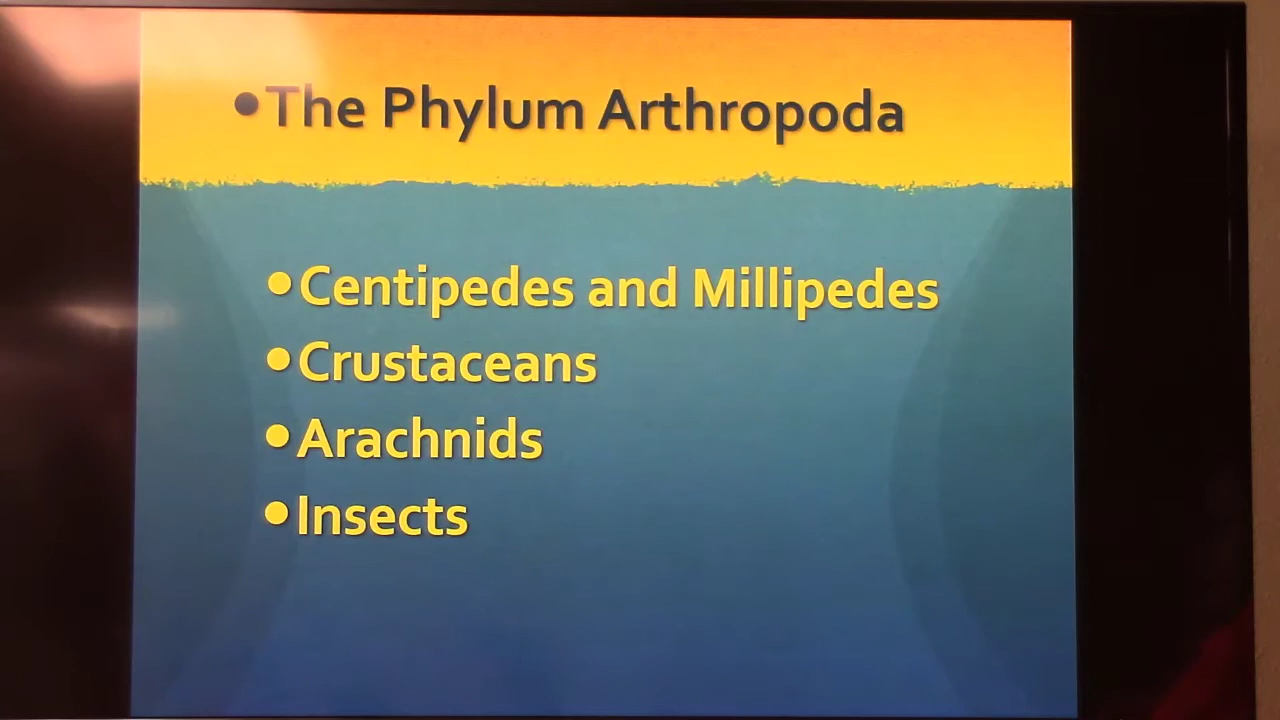 •The Phylum Arthropoda
•Centipedes and Millipedes
•Crustaceans
•Arachnids
•Insects